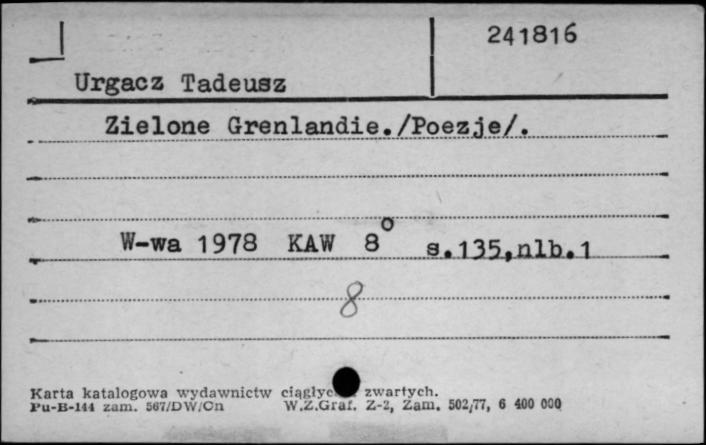 241816
Urgacz Tadeusz
Zielone Grenlandie./Poezje/.
W-wa 1978 KAW 8° s.135,nlb.1
8
Karta katalogowa wydawnictw zwartych.
Pu-B-144 zam. 567/DW/Cn W.Z.Graf. Z-2, Zam. 502/77, 6 400 000